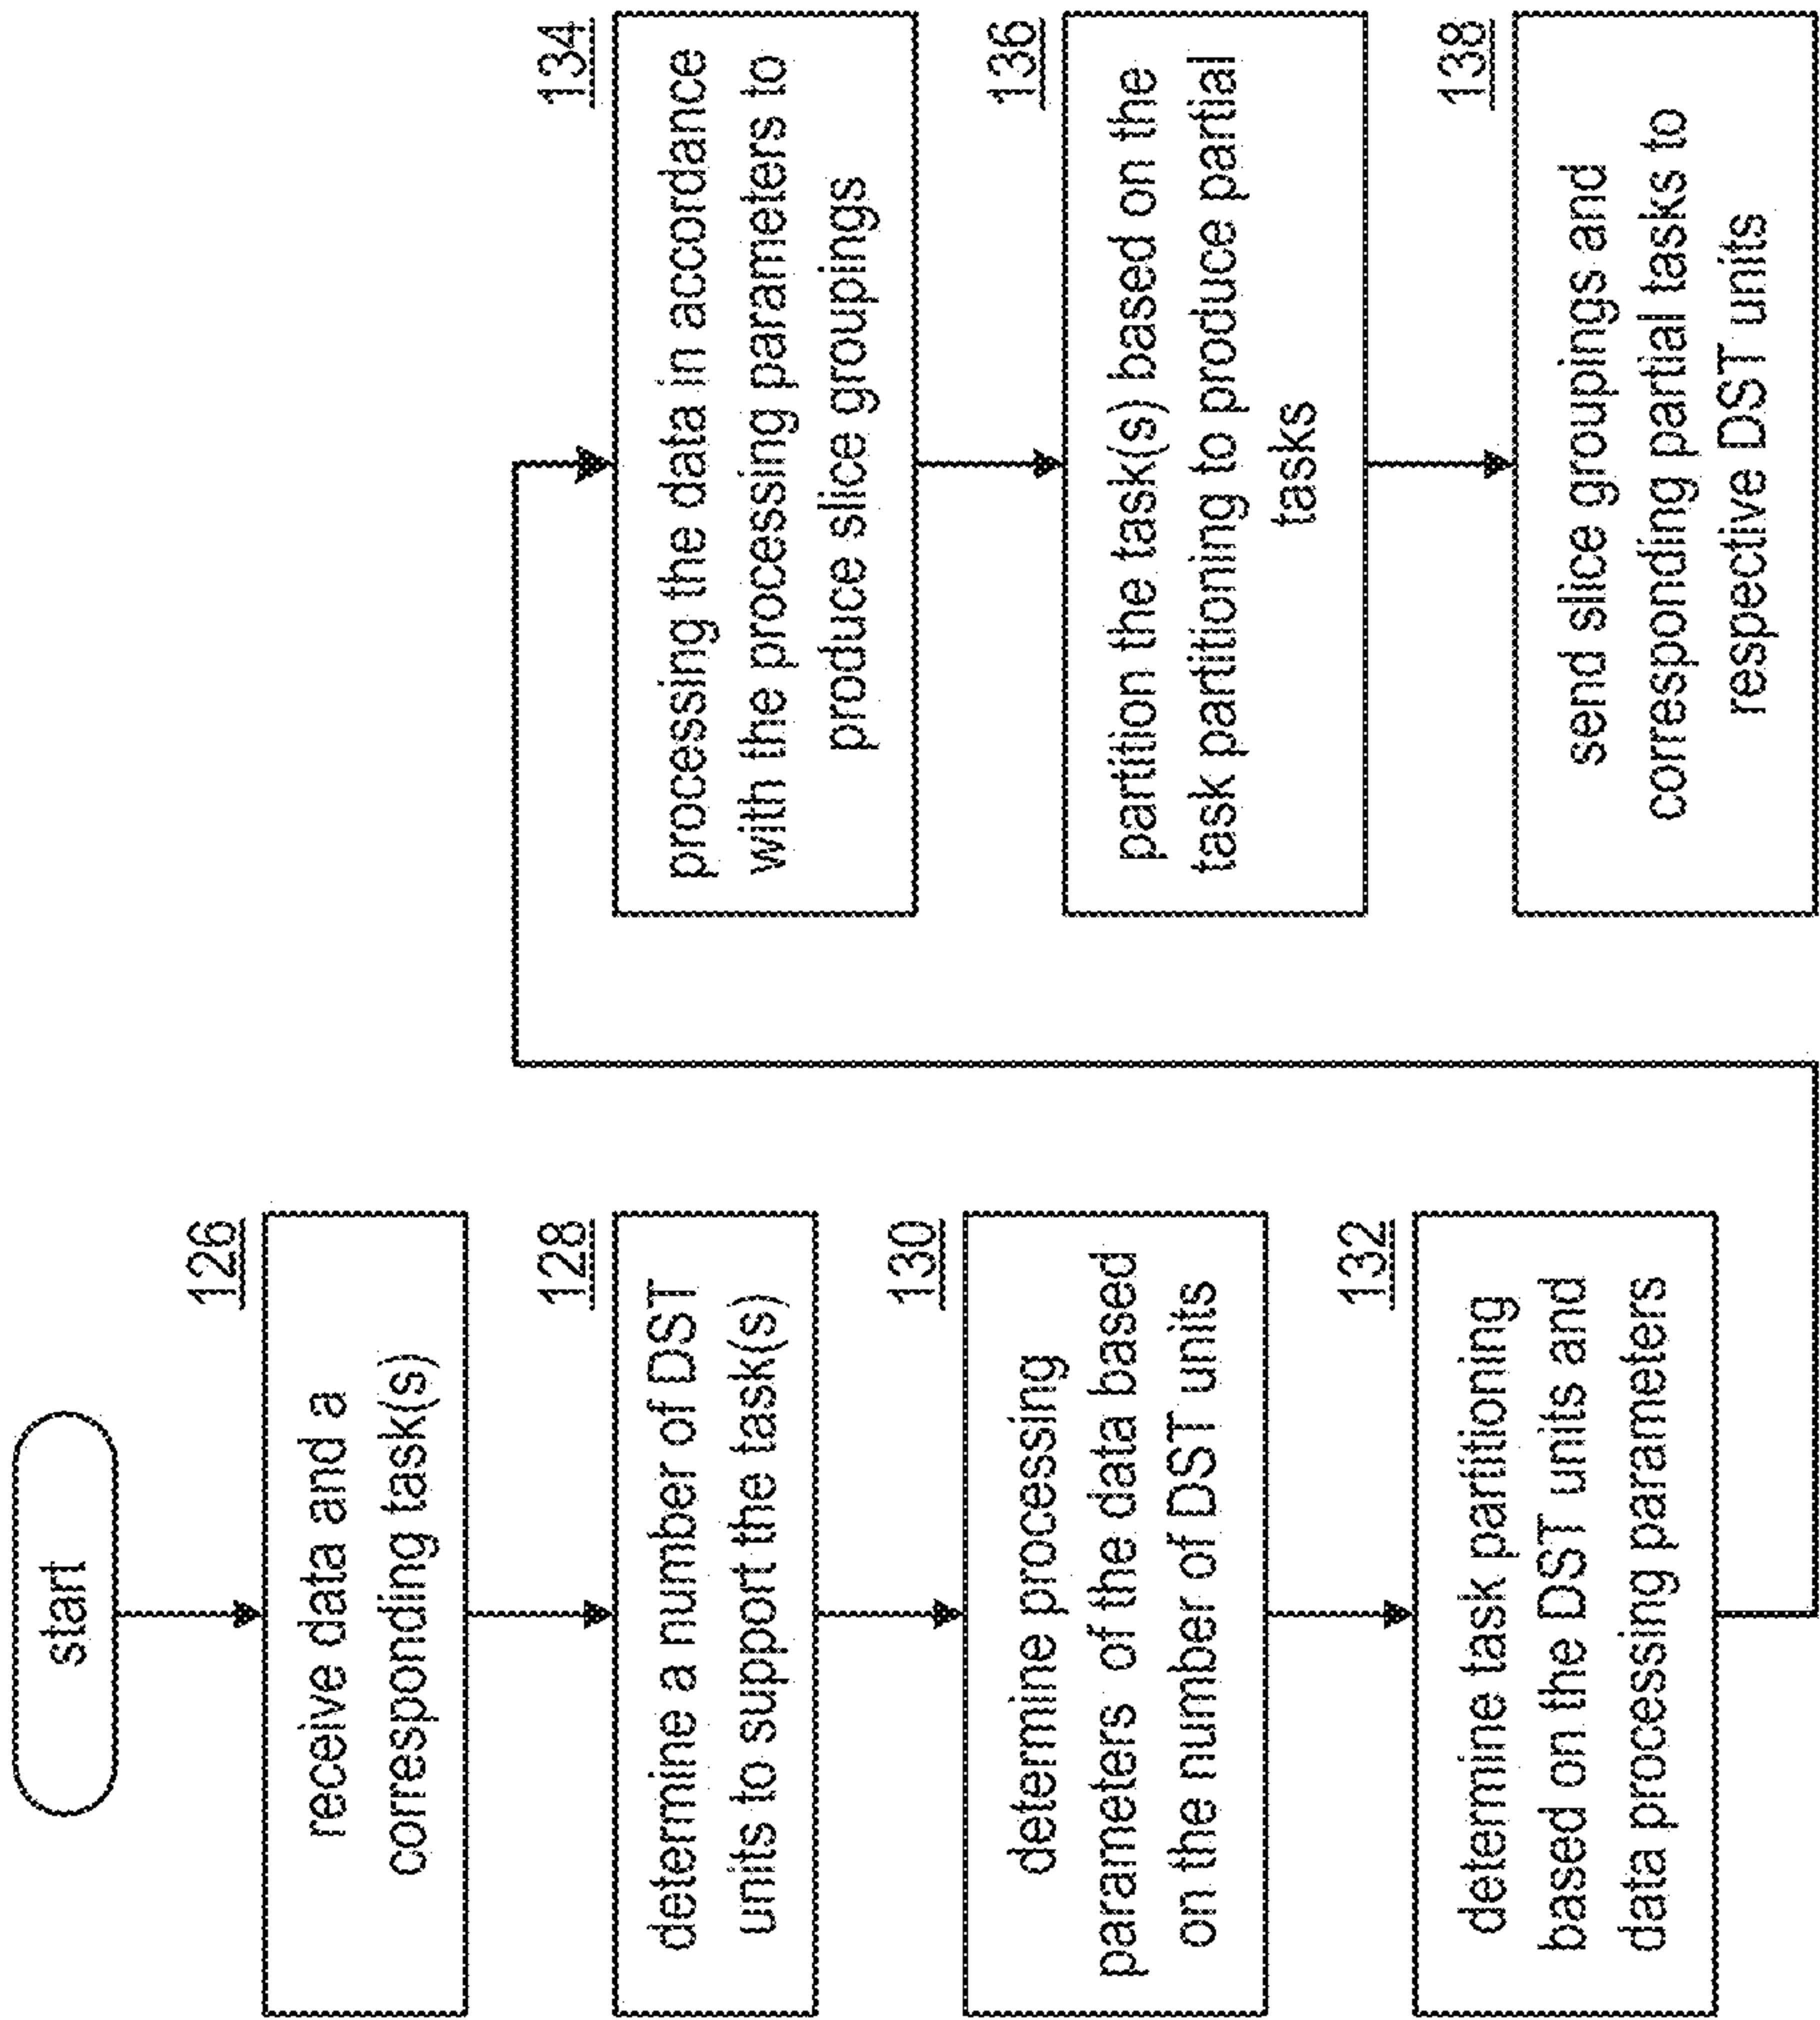 start
126
receive data and a
corresponding task(s)
128
determine a number of DST
units to support the task(s)
130
determine processing
parameters of the data based
on the number of DST units
132
determine task partitioning
based on the DST units and
data processing parameters
134
processing the data in accordance
with the processing parameters to
produce slice groupings
136
partition the task(s) based on the
task partitioning to produce partial
tasks
138
send slice groupings and
corresponding partial tasks to
respective DST units